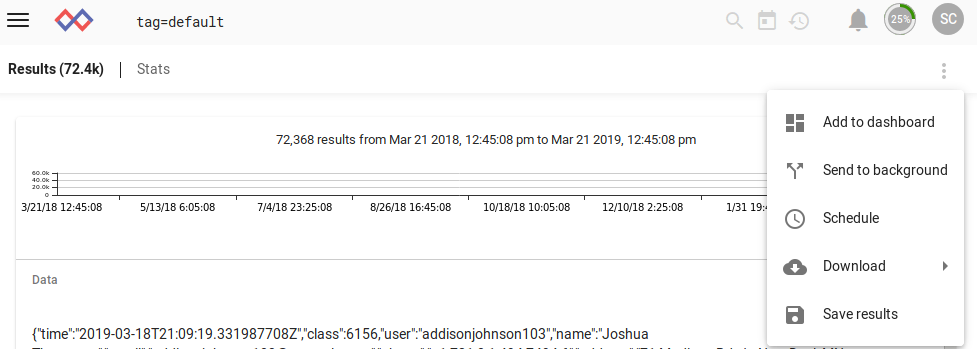 tag=default
25%
SC
Results (72.4k)
Stats
Add to dashboard
Send to background
Schedule
Download
Save results
72,368 results from Mar 21 2018, 12:45:08 pm to Mar 21 2019, 12:45:08 pm
60.0k
40.0k
20.0k
0
3/21/18 12:45:08 5/13/18 6:05:08 7/4/18 23:25:08 8/26/18 16:45:08 10/18/18 10:05:08 12/10/18 2:25:08 1/31 19:4
Data
{"time":"2019-03-18T21:09:19.331987708Z","class":6156,"user":"addisonjohnson103","name":"Joshua